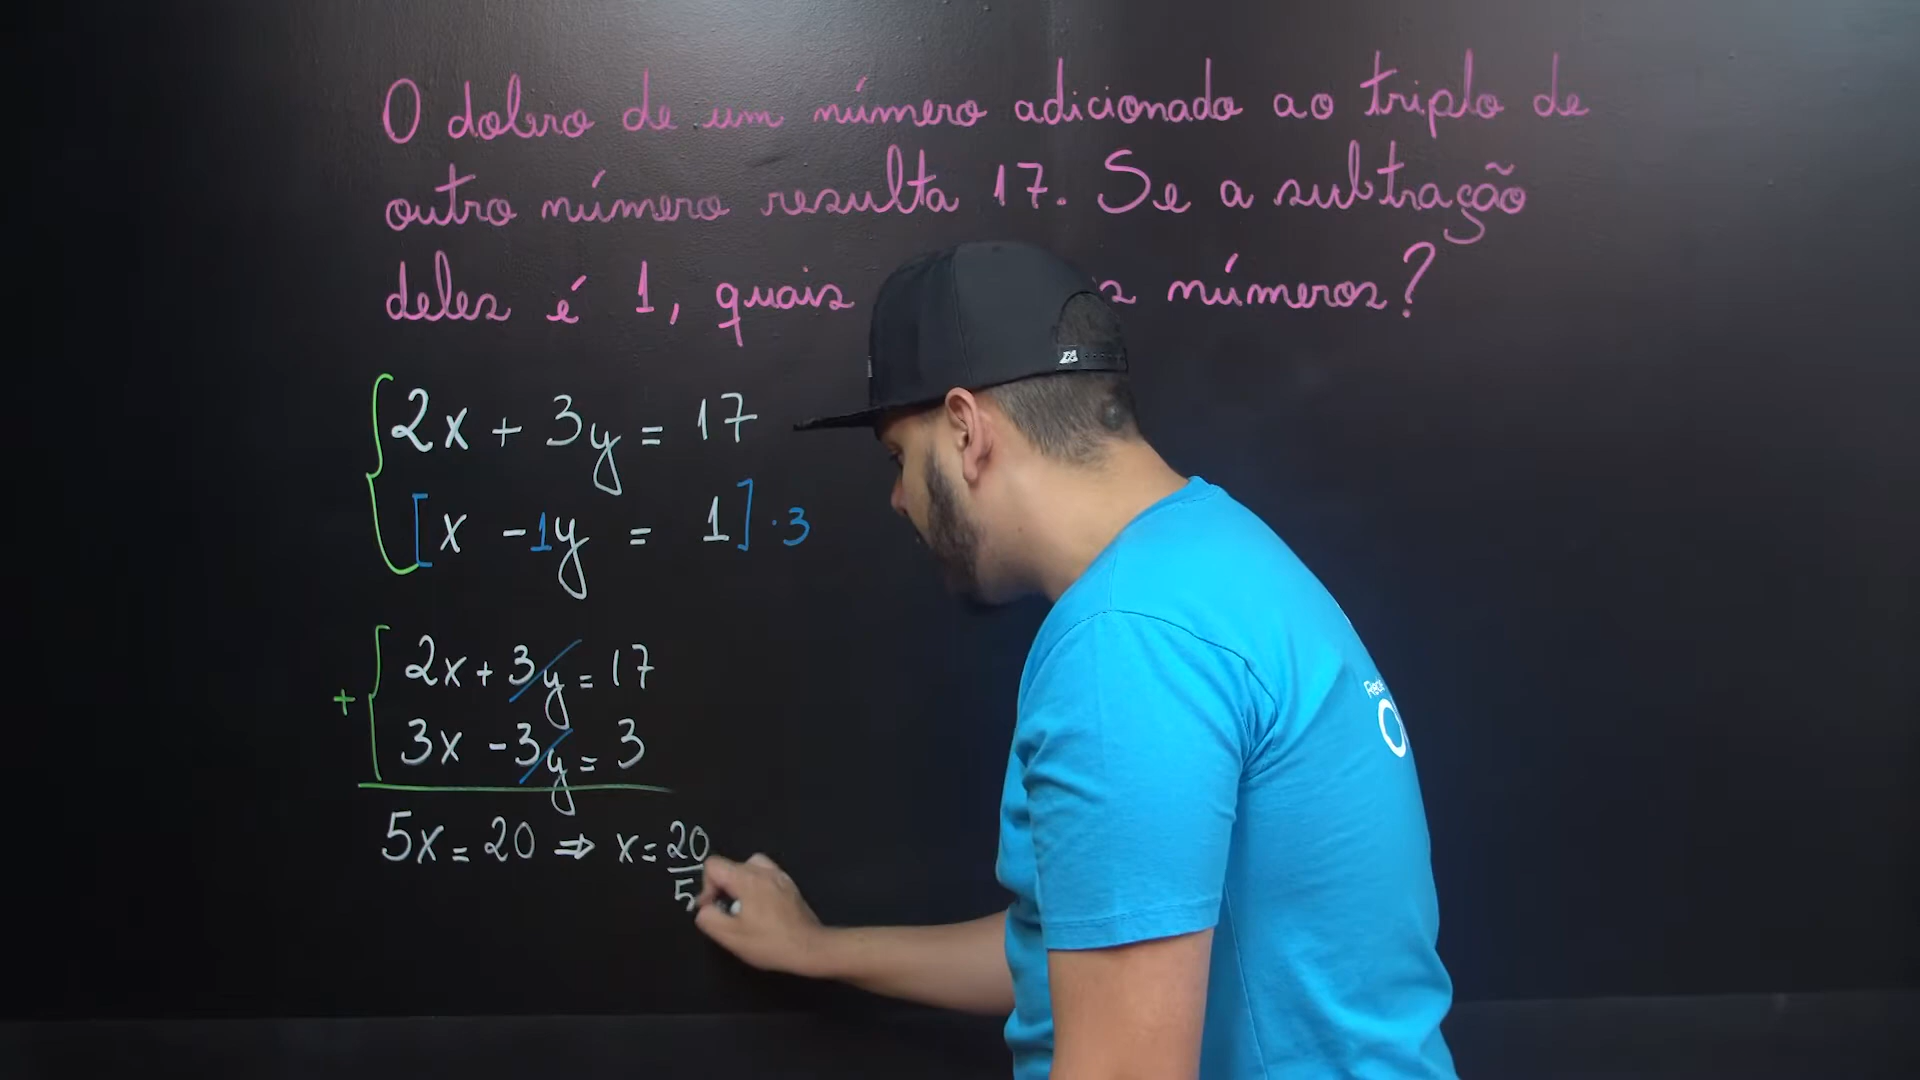 O dobro de um número adicionado ao triplo de
outro número resulta 17. Se a subtração
deles é 1, quais números?
2x + 3y = 17
[x - 1y = 1] · 3
2x + 3y = 17
+
3x - 3y = 3
5x = 20 ⇒ x = 20/5